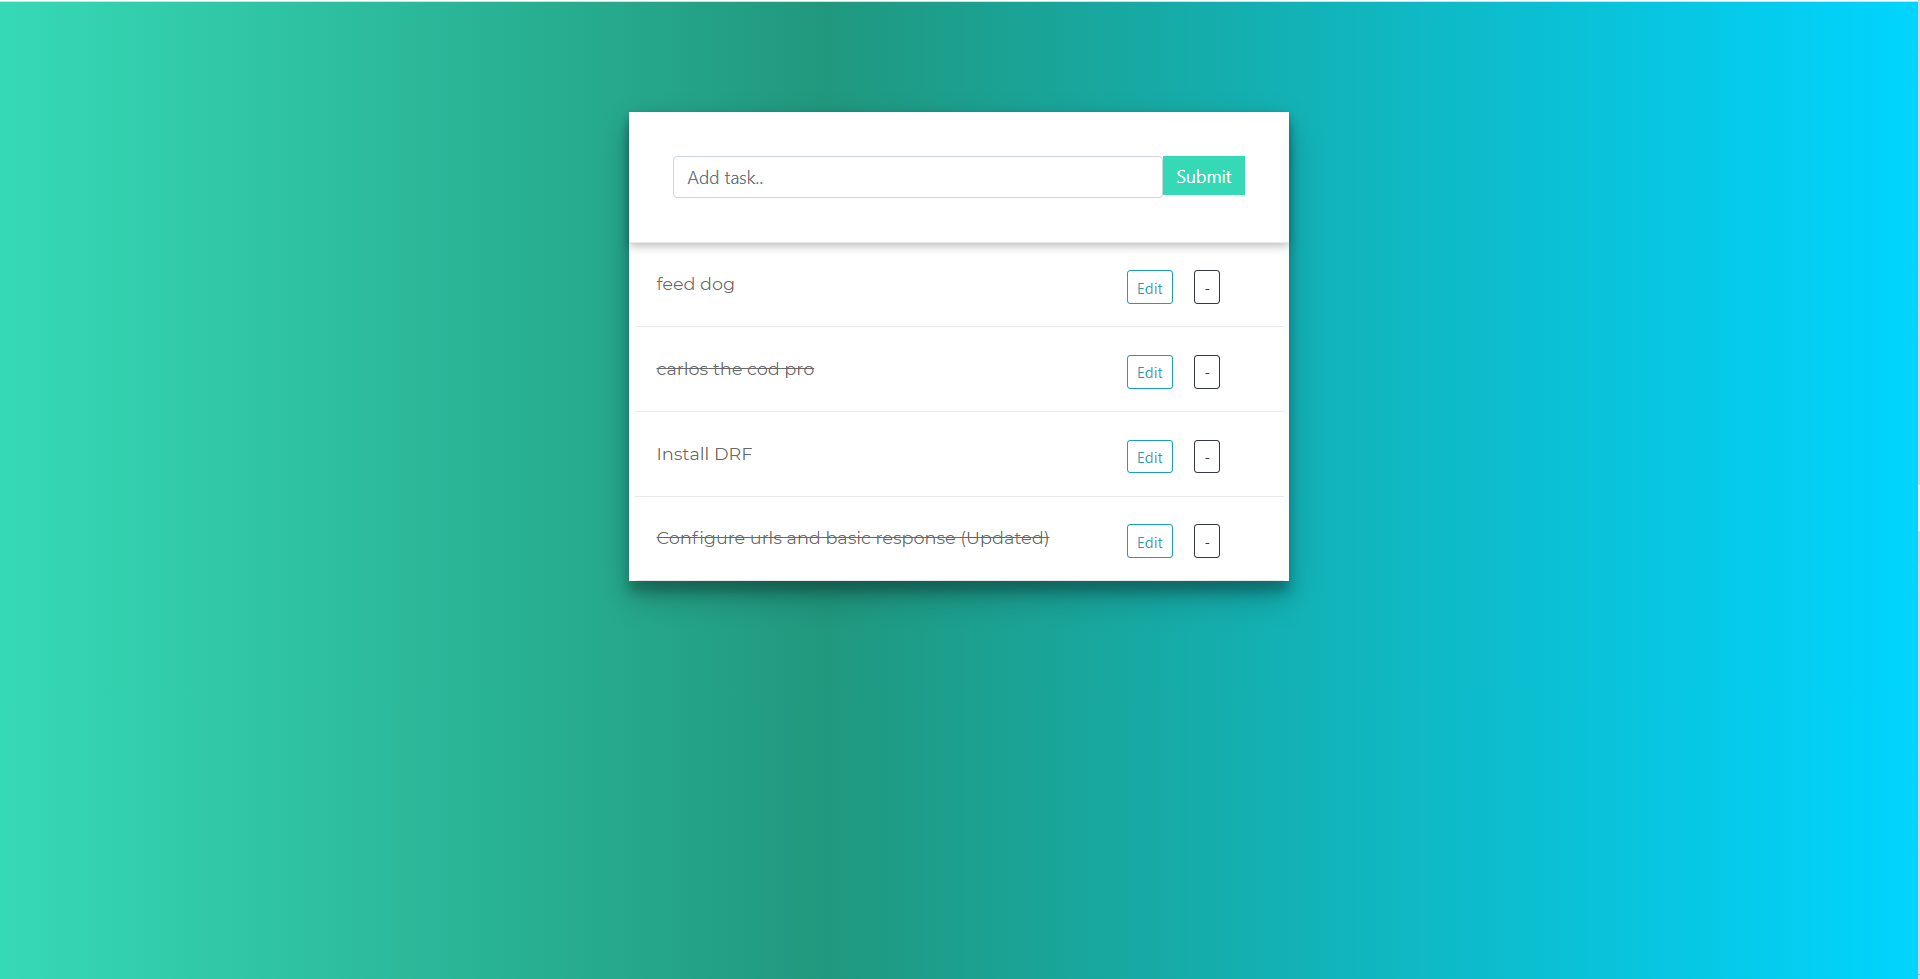 Add task.. Submit
feed dog Edit -
carlos the cod pro Edit -
Install DRF Edit -
Configure urls and basic response (Updated) Edit -